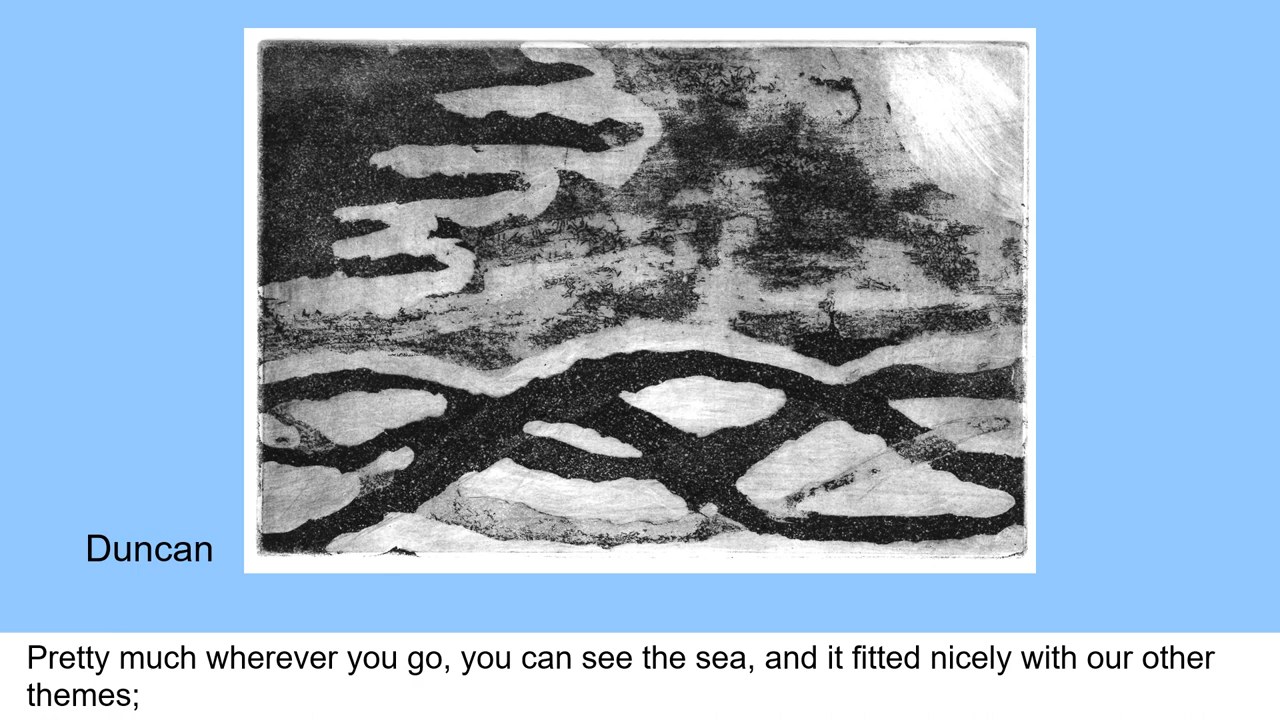 Duncan
Pretty much wherever you go, you can see the sea, and it fitted nicely with our other
themes;